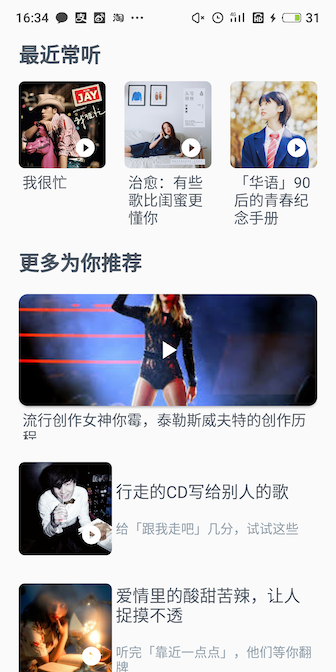 16:34
31
最近常听
JAY
我很忙
我很忙
治愈：有些
歌比闺蜜更
懂你
「华语」90
后的青春纪
念手册
更多为你推荐
流行创作女神你霉，泰勒斯威夫特的创作历
程
行走的CD写给别人的歌
给「跟我走吧」几分，试试这些
爱情里的酸甜苦辣，让人
捉摸不透
听完「靠近一点点」，他们等你翻
牌